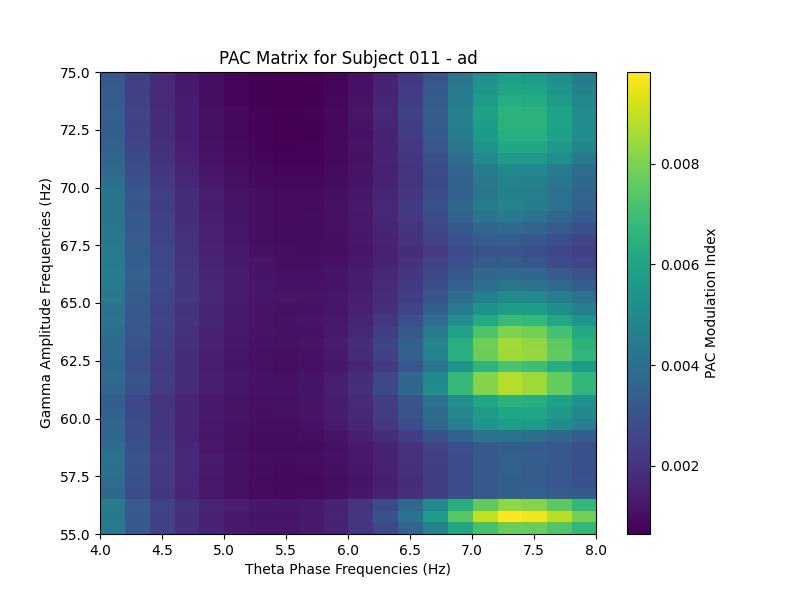 PAC Matrix for Subject 011 - ad
75.0
72.5
70.0
67.5
65.0
62.5
60.0
57.5
55.0
Gamma Amplitude Frequencies (Hz)
4.0 4.5 5.0 5.5 6.0 6.5 7.0 7.5 8.0
Theta Phase Frequencies (Hz)
0.008
0.006
0.004
0.002
PAC Modulation Index